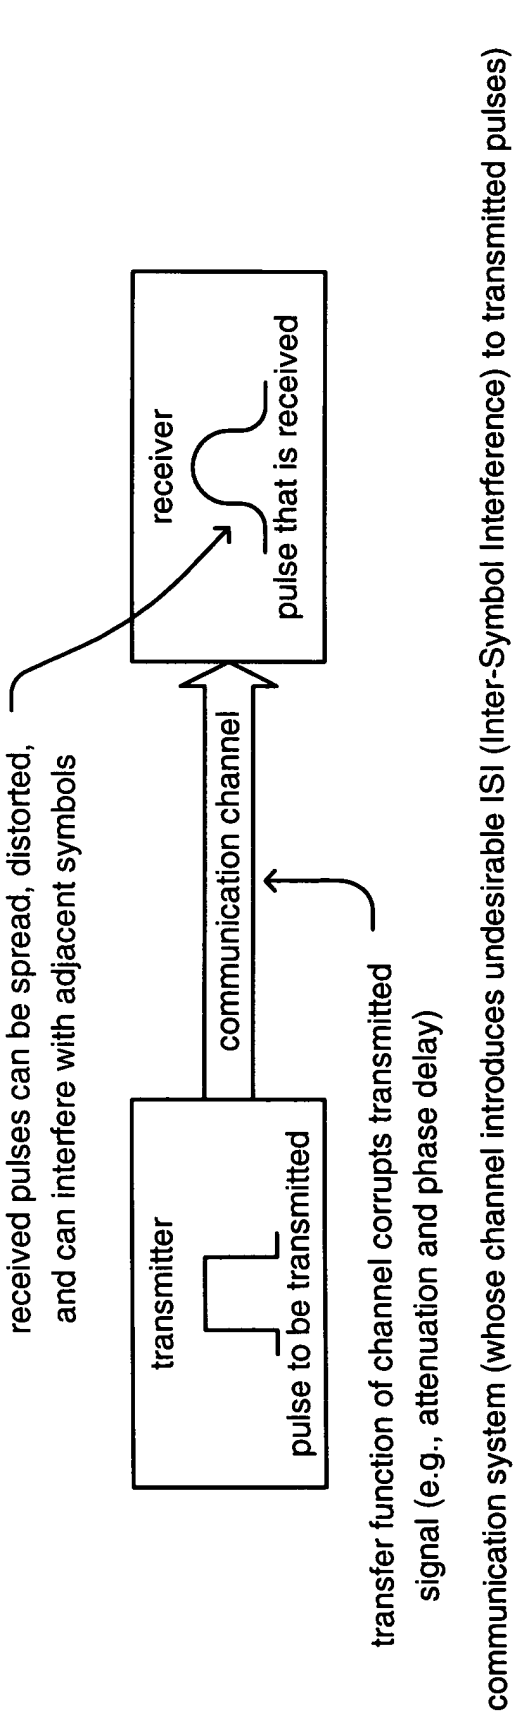 received pulses can be spread, distorted,
and can interfere with adjacent symbols
transmitter
pulse to be transmitted
communication channel
receiver
pulse that is received
transfer function of channel corrupts transmitted
signal (e.g., attenuation and phase delay)
communication system (whose channel introduces undesirable ISI (Inter-Symbol Interference) to transmitted pulses)